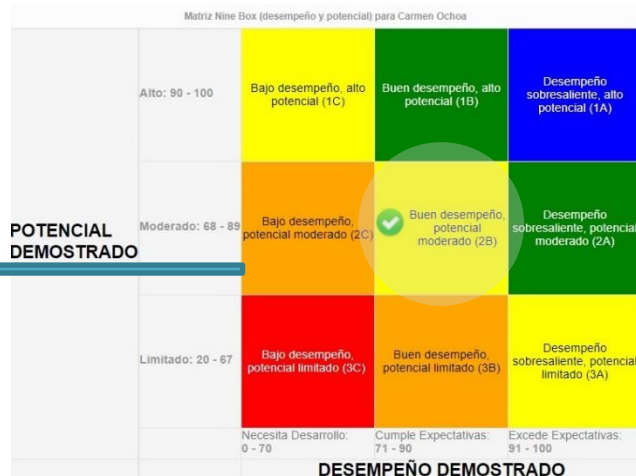 Matriz Nine Box (desempeño y potencial) para Carmen Ochoa
Alto: 90 - 100
Bajo desempeño, alto
potencial (1C)
Buen desempeño, alto
potencial (1B)
Desempeño
sobresaliente, alto
potencial (1A)
POTENCIAL
DEMOSTRADO
Moderado: 68 - 89
Bajo desempeño,
potencial moderado (2C)
Buen desempeño,
potencial
moderado (2B)
Desempeño
sobresaliente, potencial
moderado (2A)
Limitado: 20 - 67
Bajo desempeño,
potencial limitado (3C)
Buen desempeño,
potencial limitado (3B)
Desempeño
sobresaliente, potencial
limitado (3A)
Necesita Desarrollo:
0 - 70
Cumple Expectativas:
71 - 90
Excede Expectativas:
91 - 100
DESEMPEÑO DEMOSTRADO